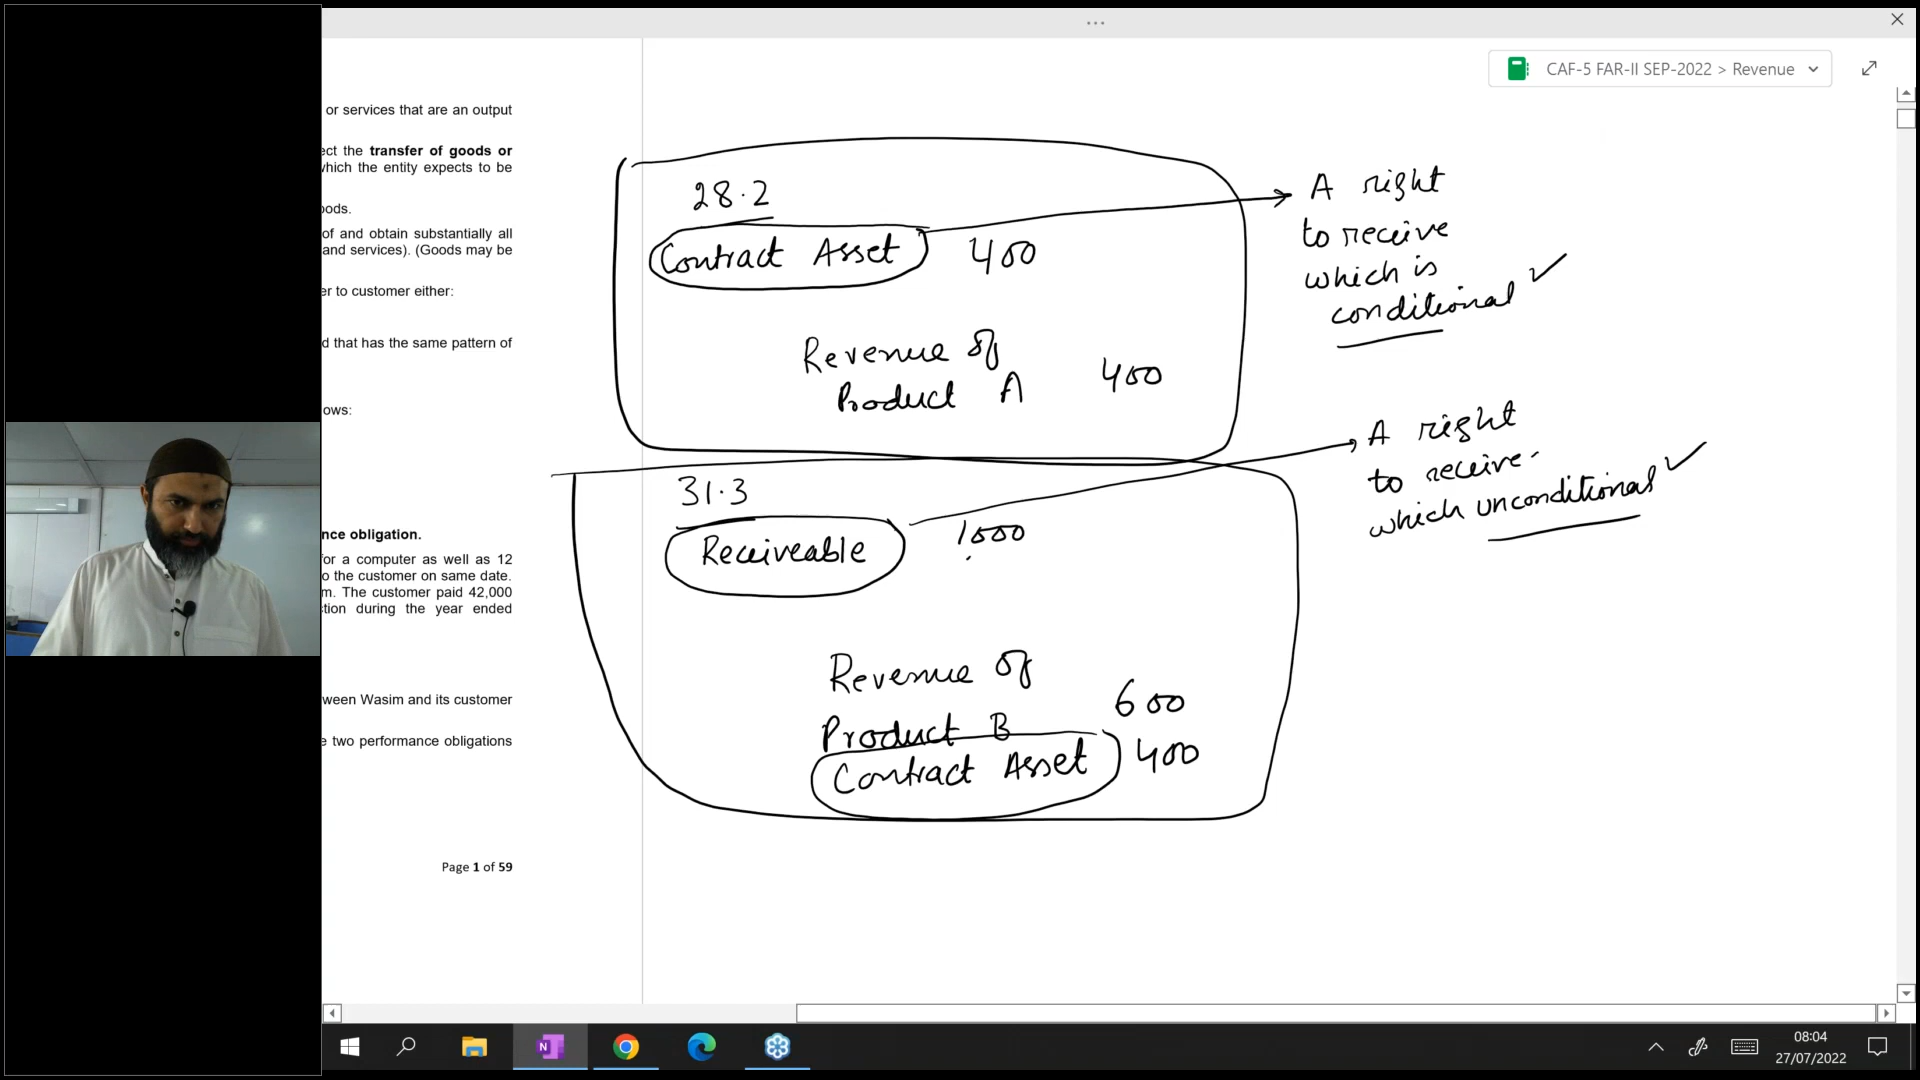 CAF-5 FAR-II SEP-2022 > Revenue
or services that are an output
ect the transfer of goods or
which the entity expects to be
oods.
of and obtain substantially all
and services). (Goods may be
er to customer either:
d that has the same pattern of
ows:
nce obligation.
for a computer as well as 12
o the customer on same date.
m. The customer paid 42,000
ction during the year ended
ween Wasim and its customer
e two performance obligations
Page 1 of 59
28.2
Contract Asset 400
Revenue of
Product A 400
A right
to receive
which is
conditional ✓
31.3
Receiveable 1000
Revenue of
Product B 600
Contract Asset 400
A right
to receive
which unconditional ✓
08:04
27/07/2022